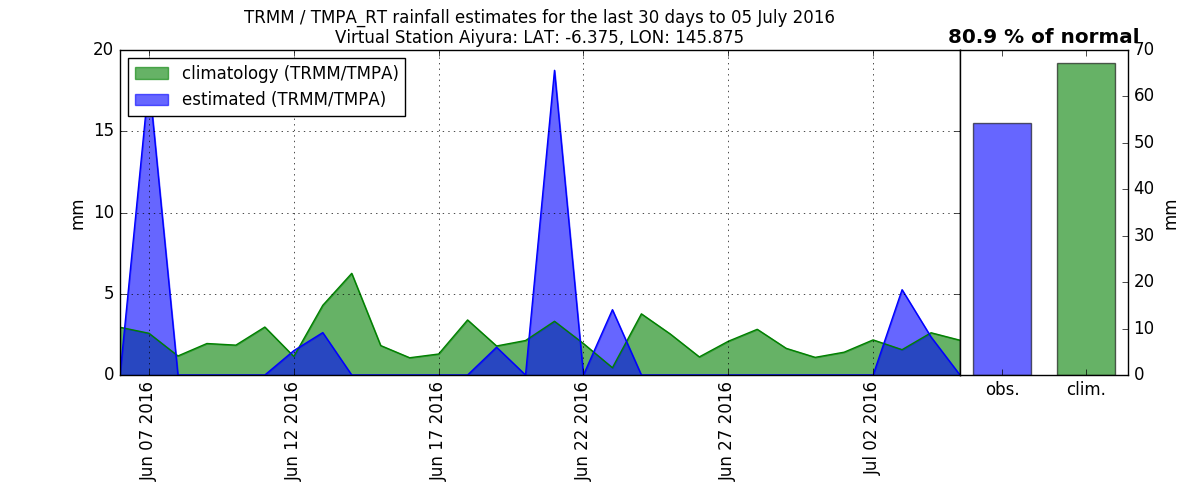 TRMM / TMPA_RT rainfall estimates for the last 30 days to 05 July 2016
Virtual Station Aiyura: LAT: -6.375, LON: 145.875
80.9 % of normal
climatology (TRMM/TMPA)
estimated (TRMM/TMPA)
20
15
10
5
0
mm
Jun 07 2016
Jun 12 2016
Jun 17 2016
Jun 22 2016
Jun 27 2016
Jul 02 2016
70
60
50
40
30
20
10
0
mm
obs.
clim.